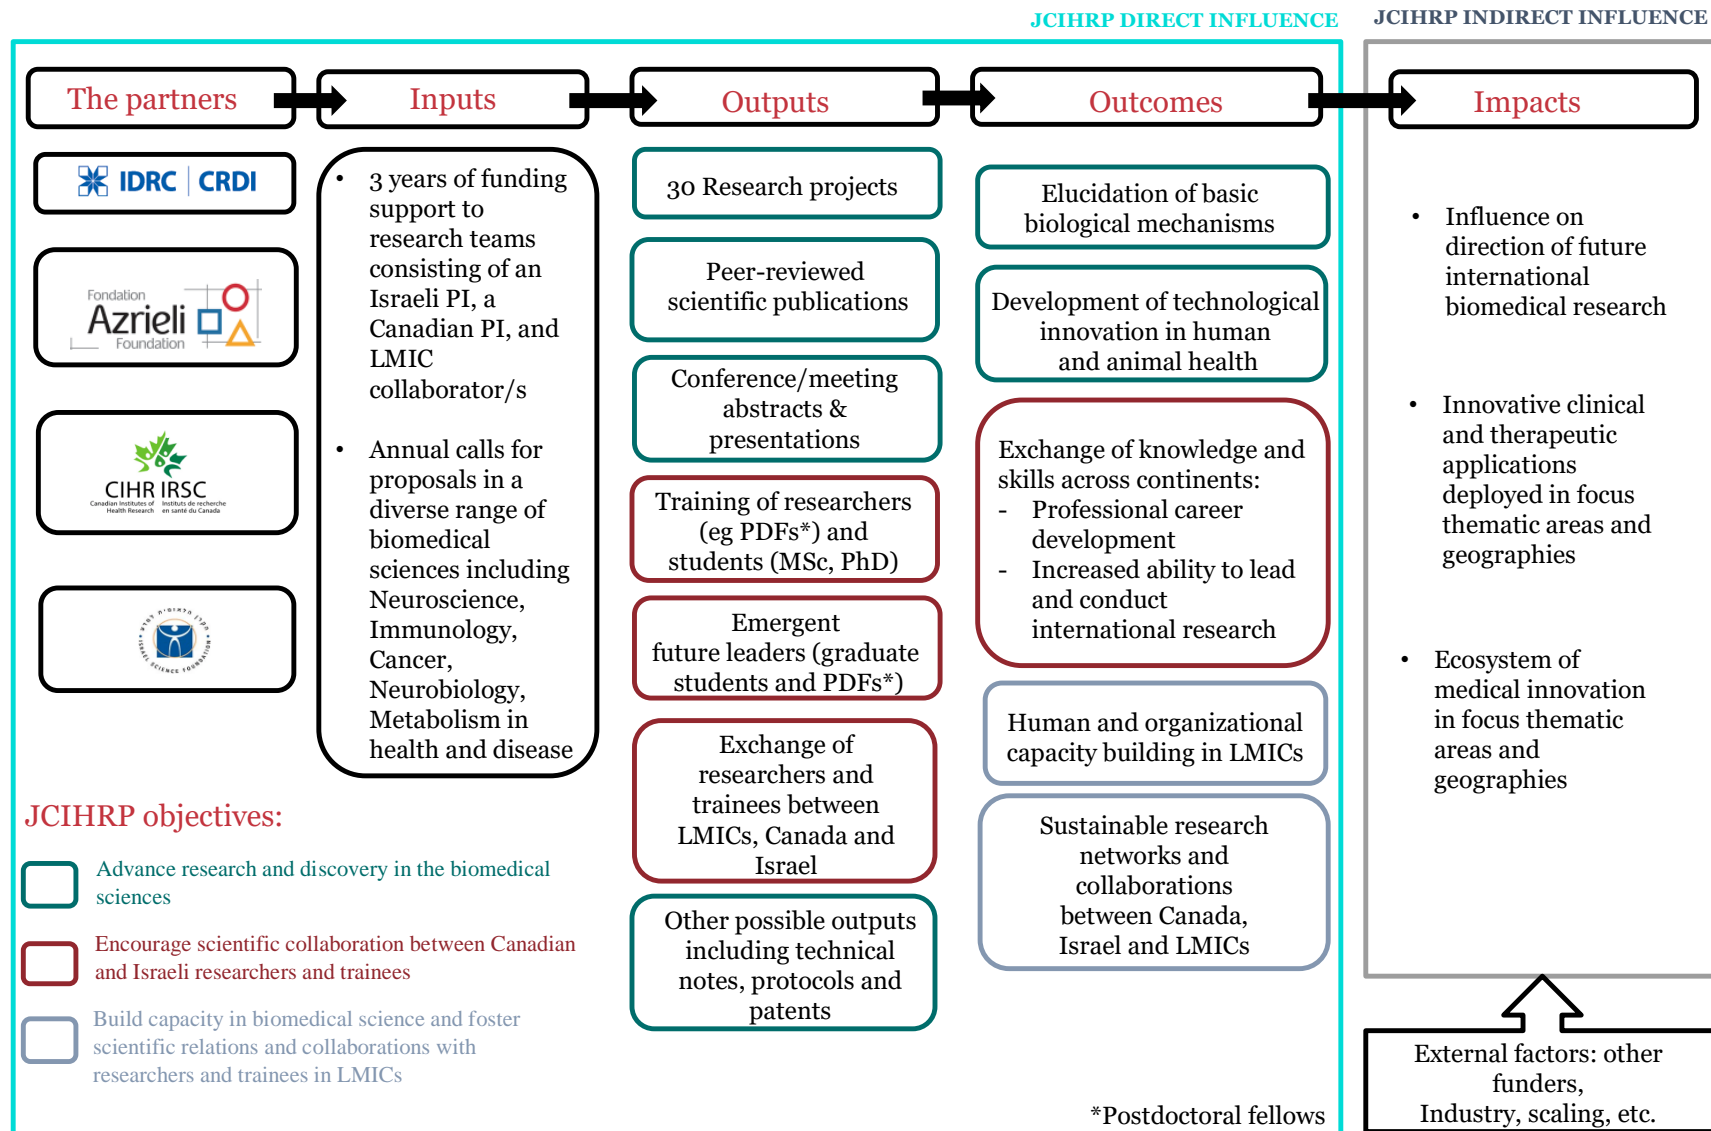 JCIHRP DIRECT INFLUENCE
JCIHRP INDIRECT INFLUENCE
The partners
Inputs
Outputs
Outcomes
Impacts
IDRC | CRDI
Fondation
Azrieli
Foundation
CIHR IRSC
Canadian Institutes of Health Research
Instituts de recherche en santé du Canada
הקרן הלאומית למדע
ISRAEL SCIENCE FOUNDATION
• 3 years of funding
support to
research teams
consisting of an
Israeli PI, a
Canadian PI, and
LMIC
collaborator/s
• Annual calls for
proposals in a
diverse range of
biomedical
sciences including
Neuroscience,
Immunology,
Cancer,
Neurobiology,
Metabolism in
health and disease
30 Research projects
Peer-reviewed
scientific publications
Conference/meeting
abstracts &
presentations
Training of researchers
(eg PDFs*) and
students (MSc, PhD)
Emergent
future leaders (graduate
students and PDFs*)
Exchange of
researchers and
trainees between
LMICs, Canada and
Israel
Other possible outputs
including technical
notes, protocols and
patents
Elucidation of basic
biological mechanisms
Development of technological
innovation in human
and animal health
Exchange of knowledge and
skills across continents:
- Professional career
development
- Increased ability to lead
and conduct
international research
Human and organizational
capacity building in LMICs
Sustainable research
networks and
collaborations
between Canada,
Israel and LMICs
• Influence on
direction of future
international
biomedical research
• Innovative clinical
and therapeutic
applications
deployed in focus
thematic areas and
geographies
• Ecosystem of
medical innovation
in focus thematic
areas and
geographies
JCIHRP objectives:
Advance research and discovery in the biomedical
sciences
Encourage scientific collaboration between Canadian
and Israeli researchers and trainees
Build capacity in biomedical science and foster
scientific relations and collaborations with
researchers and trainees in LMICs
*Postdoctoral fellows
External factors: other
funders,
Industry, scaling, etc.